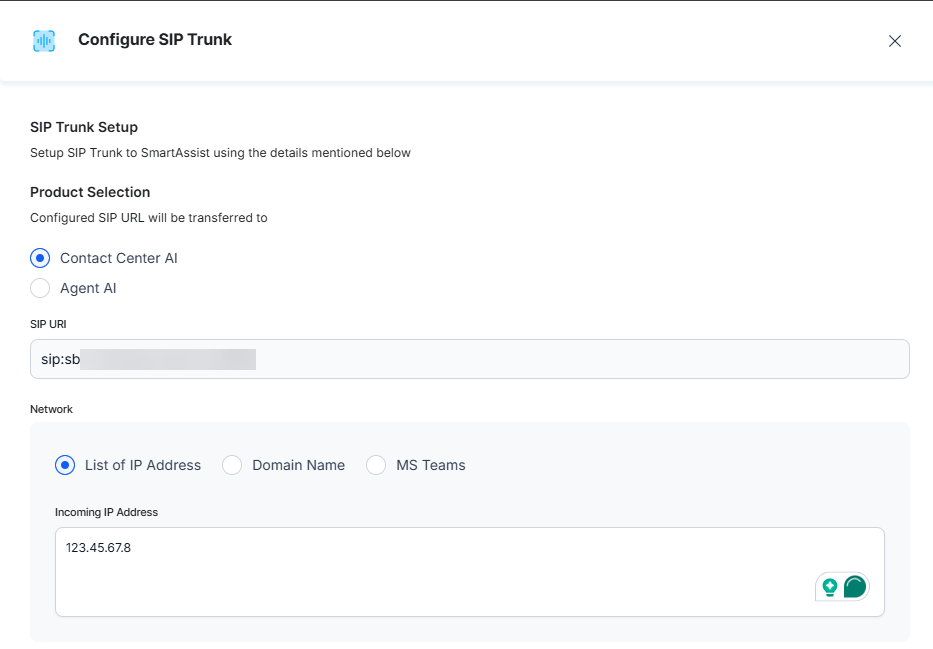 Configure SIP Trunk
SIP Trunk Setup
Setup SIP Trunk to SmartAssist using the details mentioned below
Product Selection
Configured SIP URL will be transferred to
Contact Center AI
Agent AI
SIP URI
sip:sb
Network
List of IP Address
Domain Name
MS Teams
Incoming IP Address
123.45.67.8